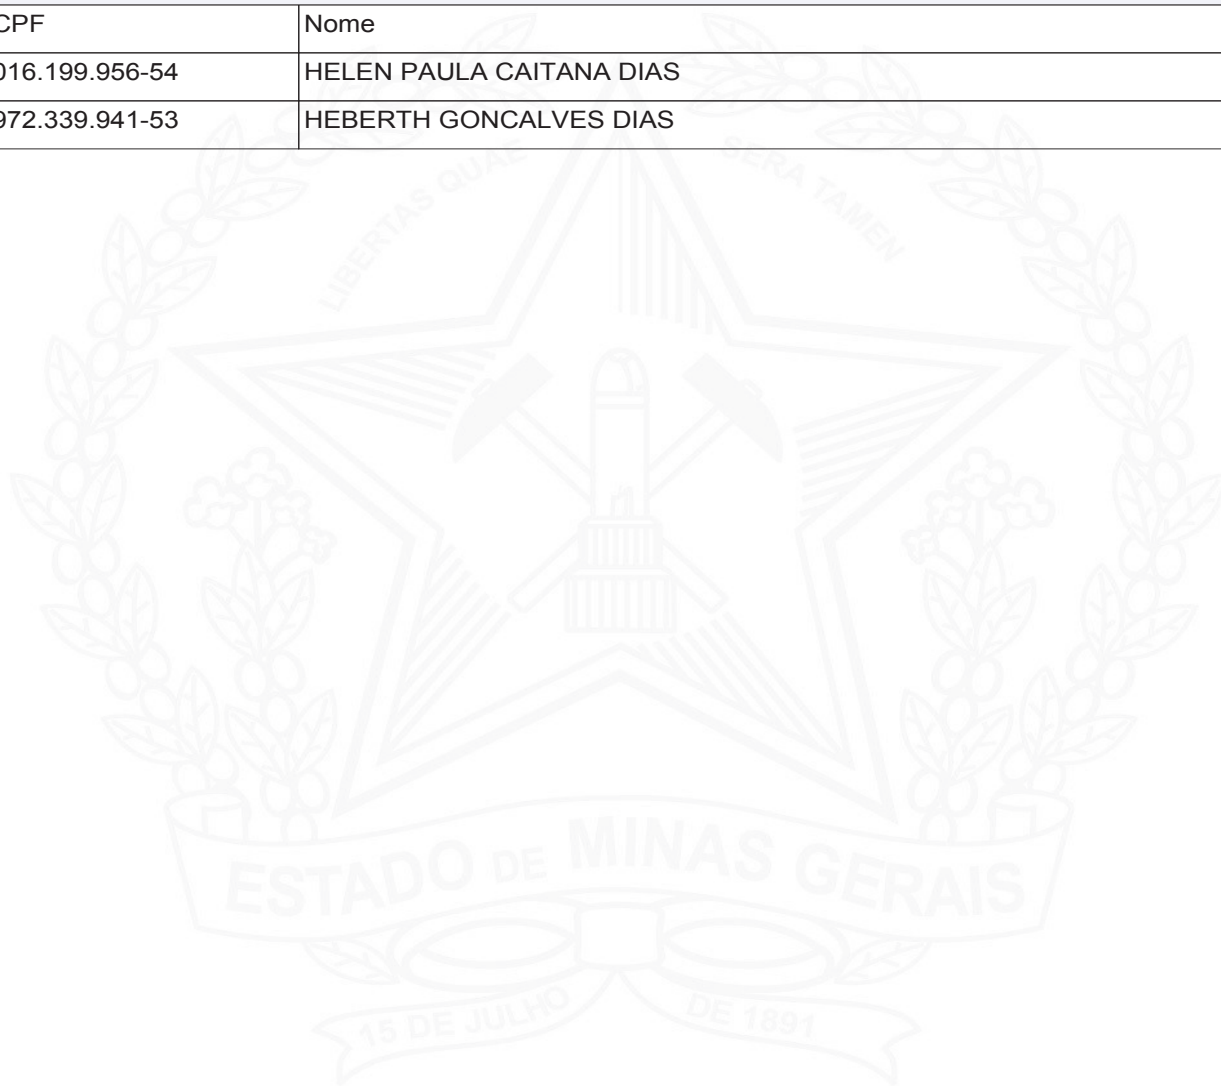 CPF Nome
016.199.956-54 HELEN PAULA CAITANA DIAS
972.339.941-53 HEBERTH GONCALVES DIAS
LIBERTAS QUAE SERA TAMEN
ESTADO DE MINAS GERAIS
15 DE JULHO DE 1891